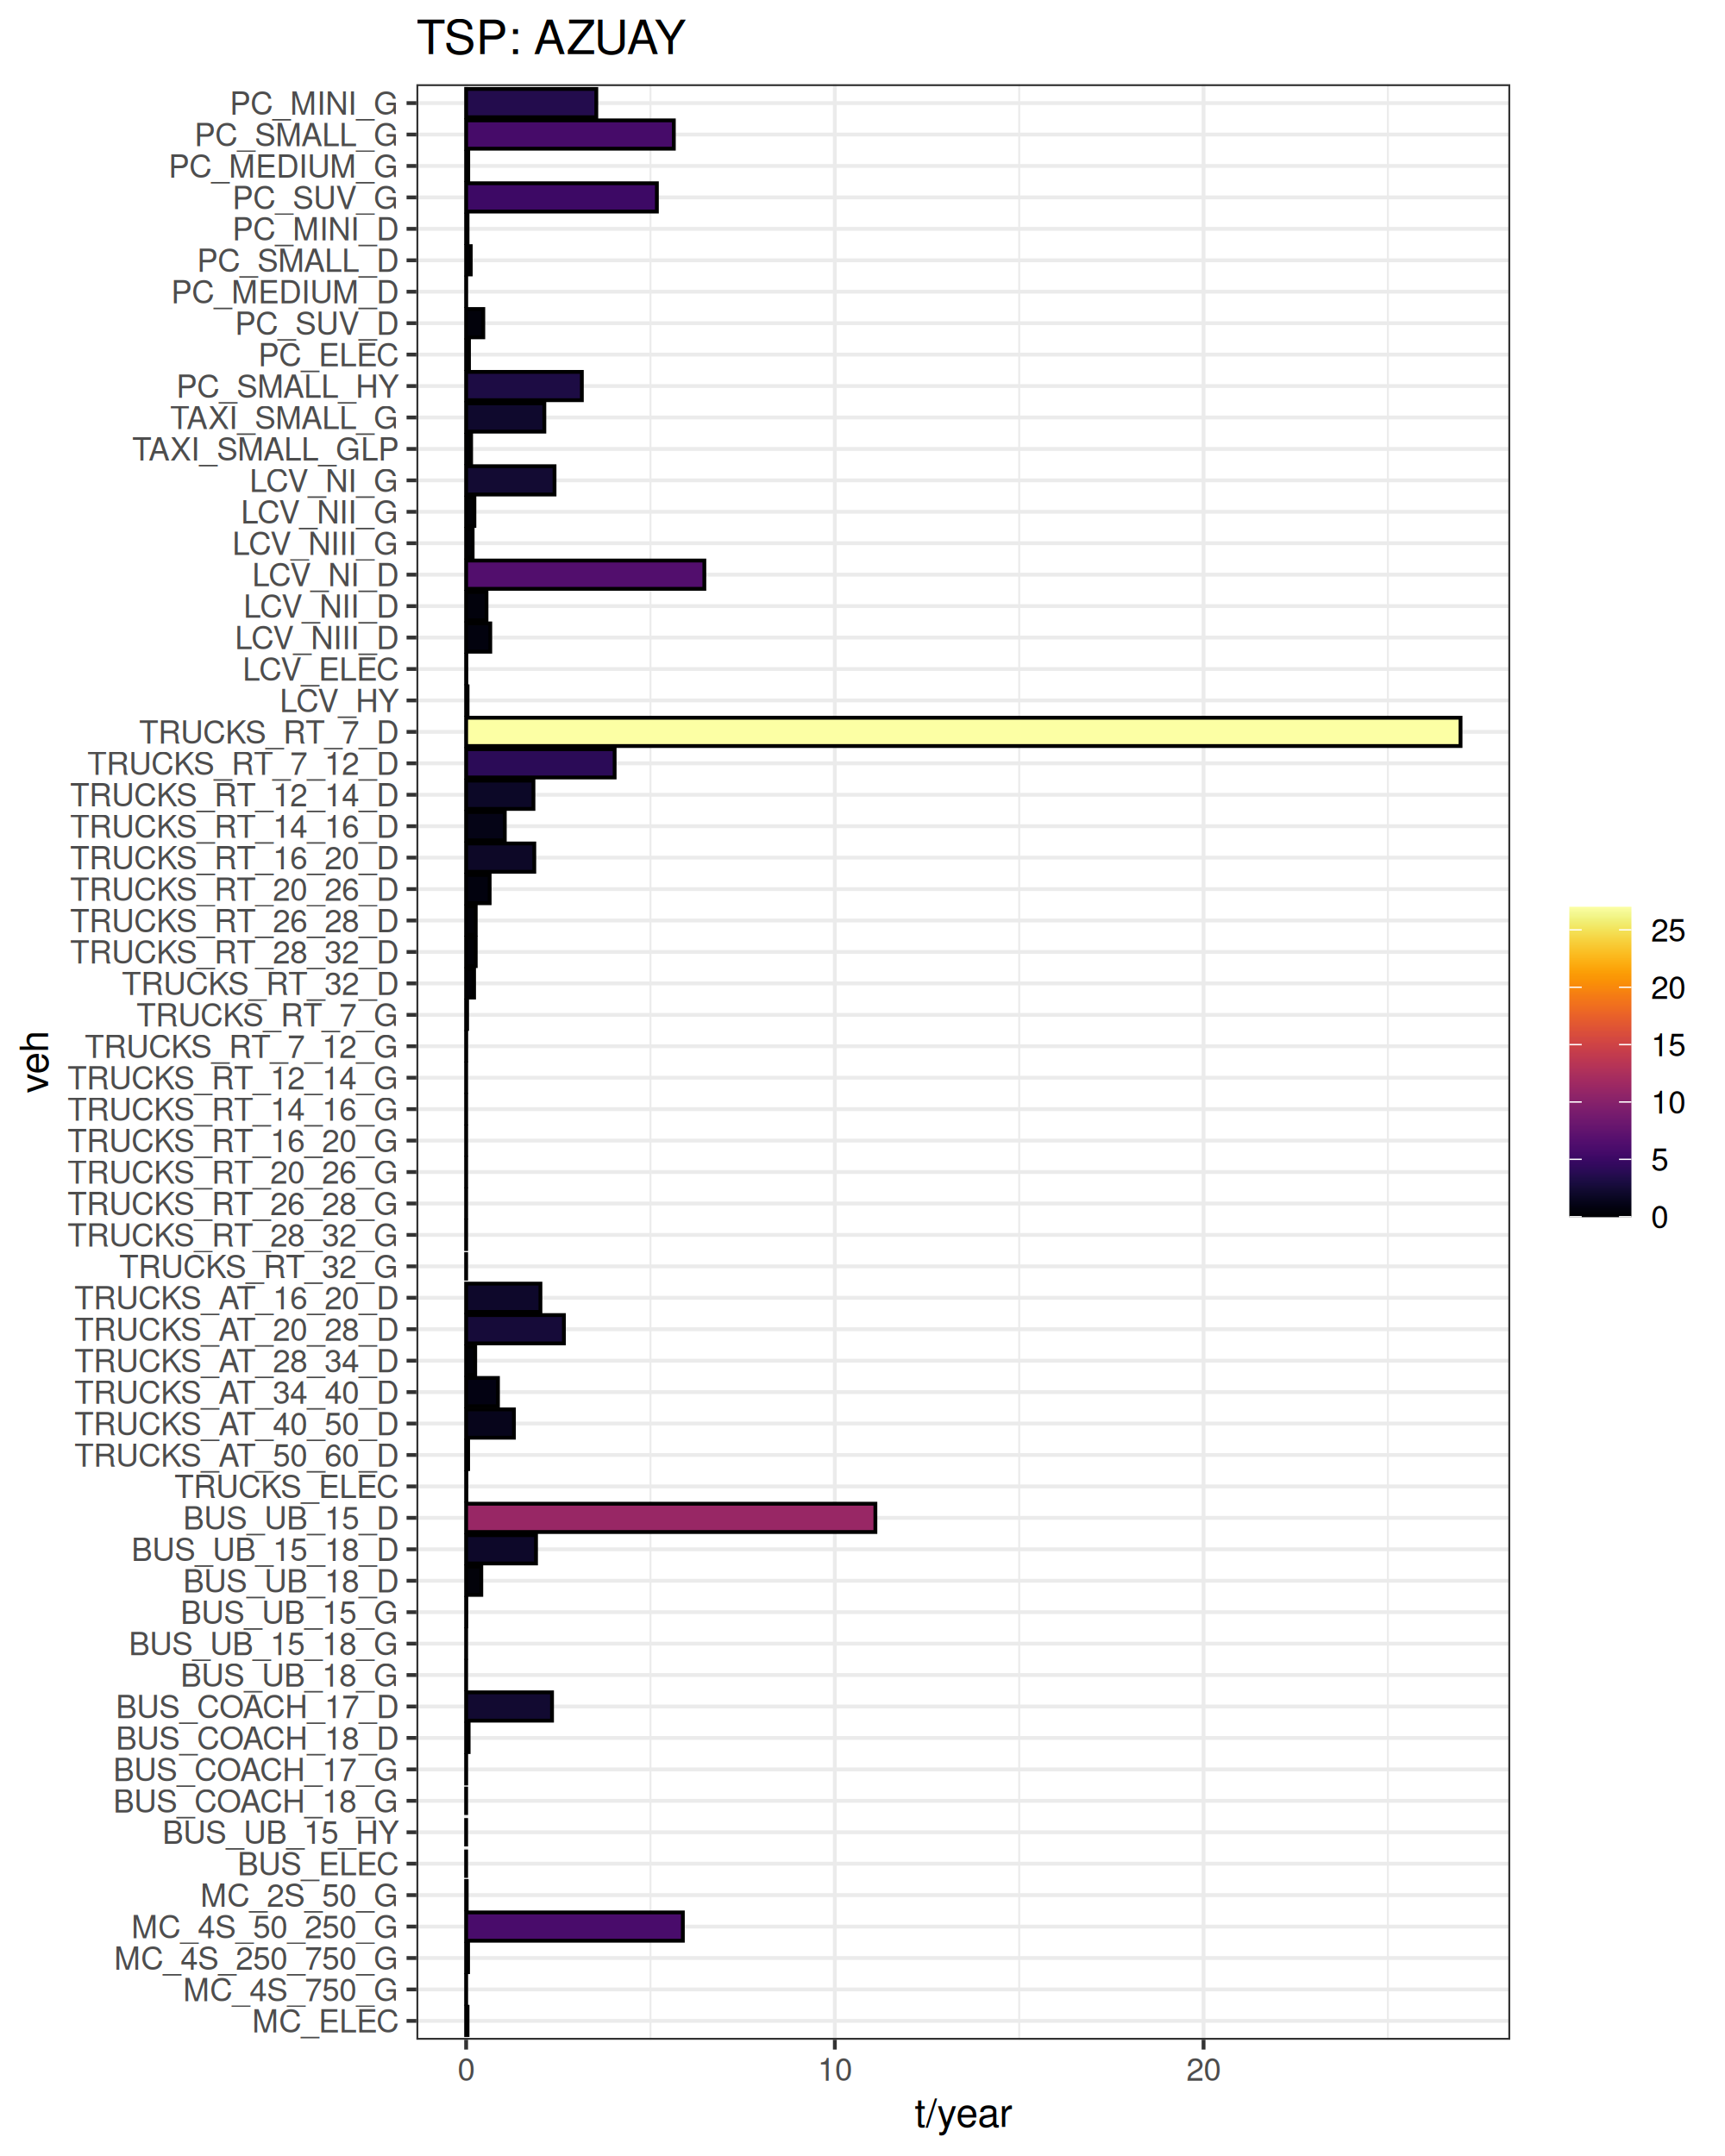 TSP: AZUAY
PC_MINI_G
PC_SMALL_G
PC_MEDIUM_G
PC_SUV_G
PC_MINI_D
PC_SMALL_D
PC_MEDIUM_D
PC_SUV_D
PC_ELEC
PC_SMALL_HY
TAXI_SMALL_G
TAXI_SMALL_GLP
LCV_NI_G
LCV_NII_G
LCV_NIII_G
LCV_NI_D
LCV_NII_D
LCV_NIII_D
LCV_ELEC
LCV_HY
TRUCKS_RT_7_D
TRUCKS_RT_7_12_D
TRUCKS_RT_12_14_D
TRUCKS_RT_14_16_D
TRUCKS_RT_16_20_D
TRUCKS_RT_20_26_D
TRUCKS_RT_26_28_D
TRUCKS_RT_28_32_D
TRUCKS_RT_32_D
TRUCKS_RT_7_G
TRUCKS_RT_7_12_G
TRUCKS_RT_12_14_G
TRUCKS_RT_14_16_G
TRUCKS_RT_16_20_G
TRUCKS_RT_20_26_G
TRUCKS_RT_26_28_G
TRUCKS_RT_28_32_G
TRUCKS_RT_32_G
TRUCKS_AT_16_20_D
TRUCKS_AT_20_28_D
TRUCKS_AT_28_34_D
TRUCKS_AT_34_40_D
TRUCKS_AT_40_50_D
TRUCKS_AT_50_60_D
TRUCKS_ELEC
BUS_UB_15_D
BUS_UB_15_18_D
BUS_UB_18_D
BUS_UB_15_G
BUS_UB_15_18_G
BUS_UB_18_G
BUS_COACH_17_D
BUS_COACH_18_D
BUS_COACH_17_G
BUS_COACH_18_G
BUS_UB_15_HY
BUS_ELEC
MC_2S_50_G
MC_4S_50_250_G
MC_4S_250_750_G
MC_4S_750_G
MC_ELEC
veh
0 10 20
t/year
25
20
15
10
5
0